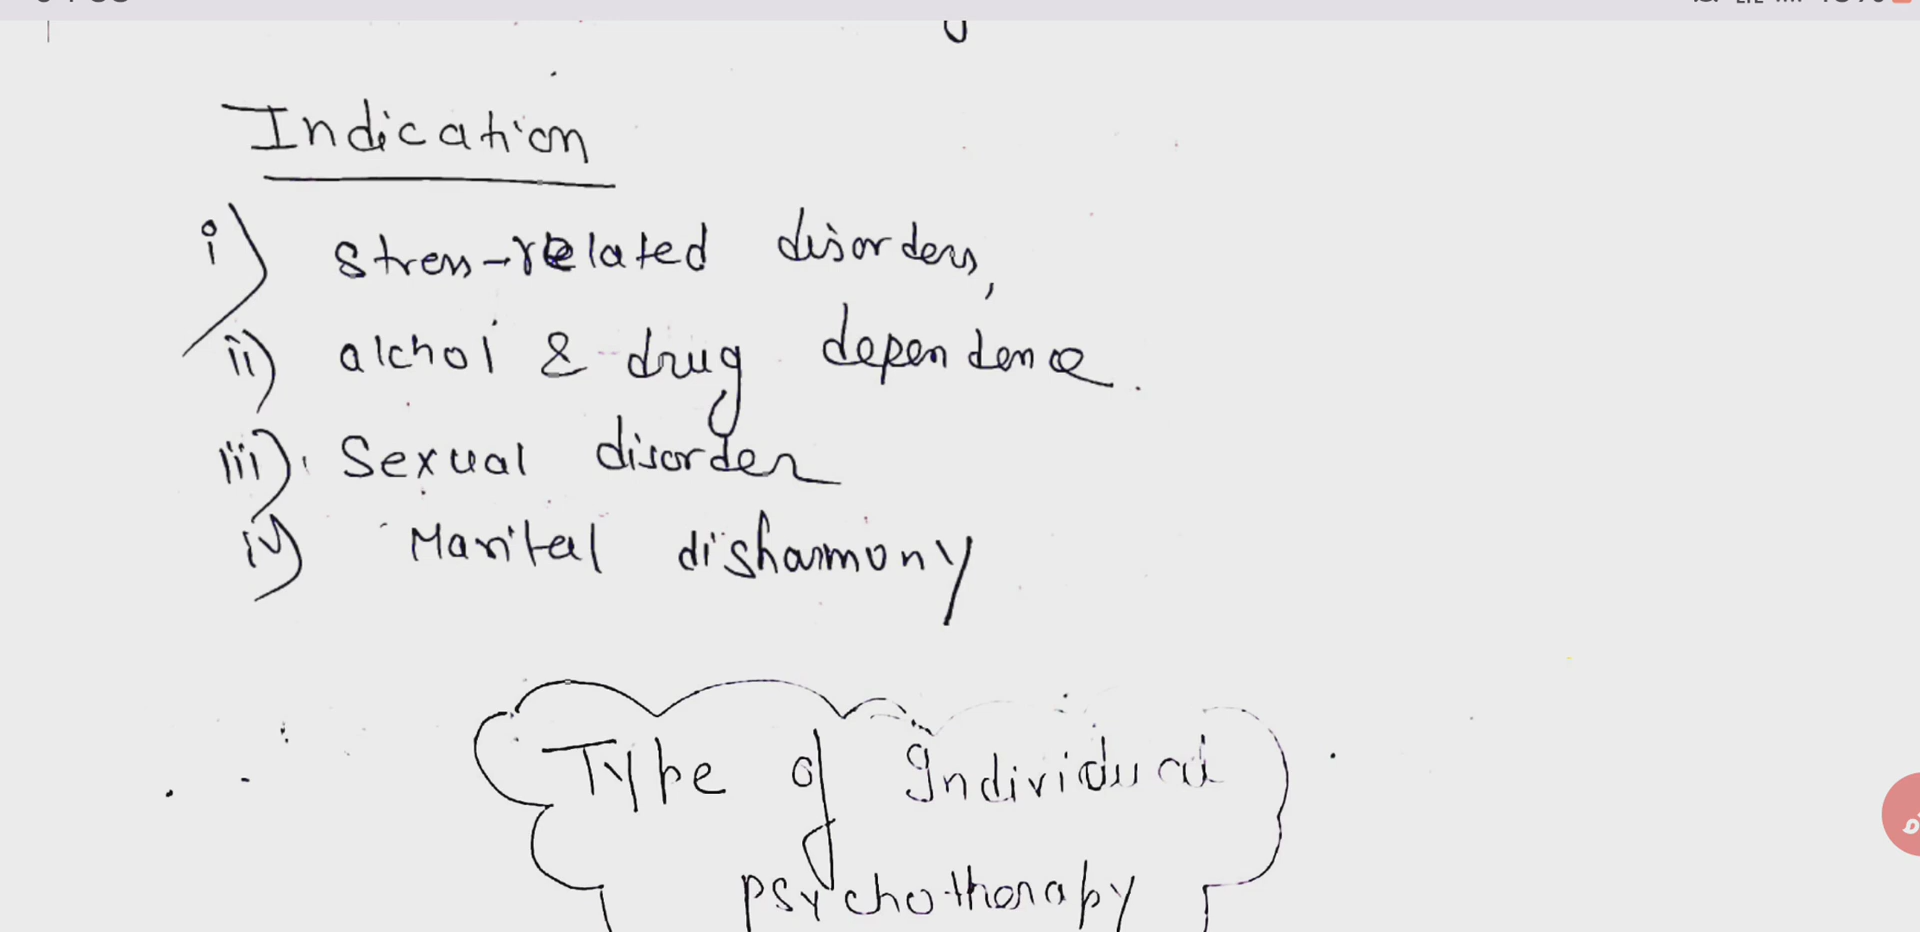 Indication
i) stress-related disorders,
ii) alchol & drug dependence.
iii) Sexual disorder
iv) Marital disharmony
Type of Individual
psychotherapy